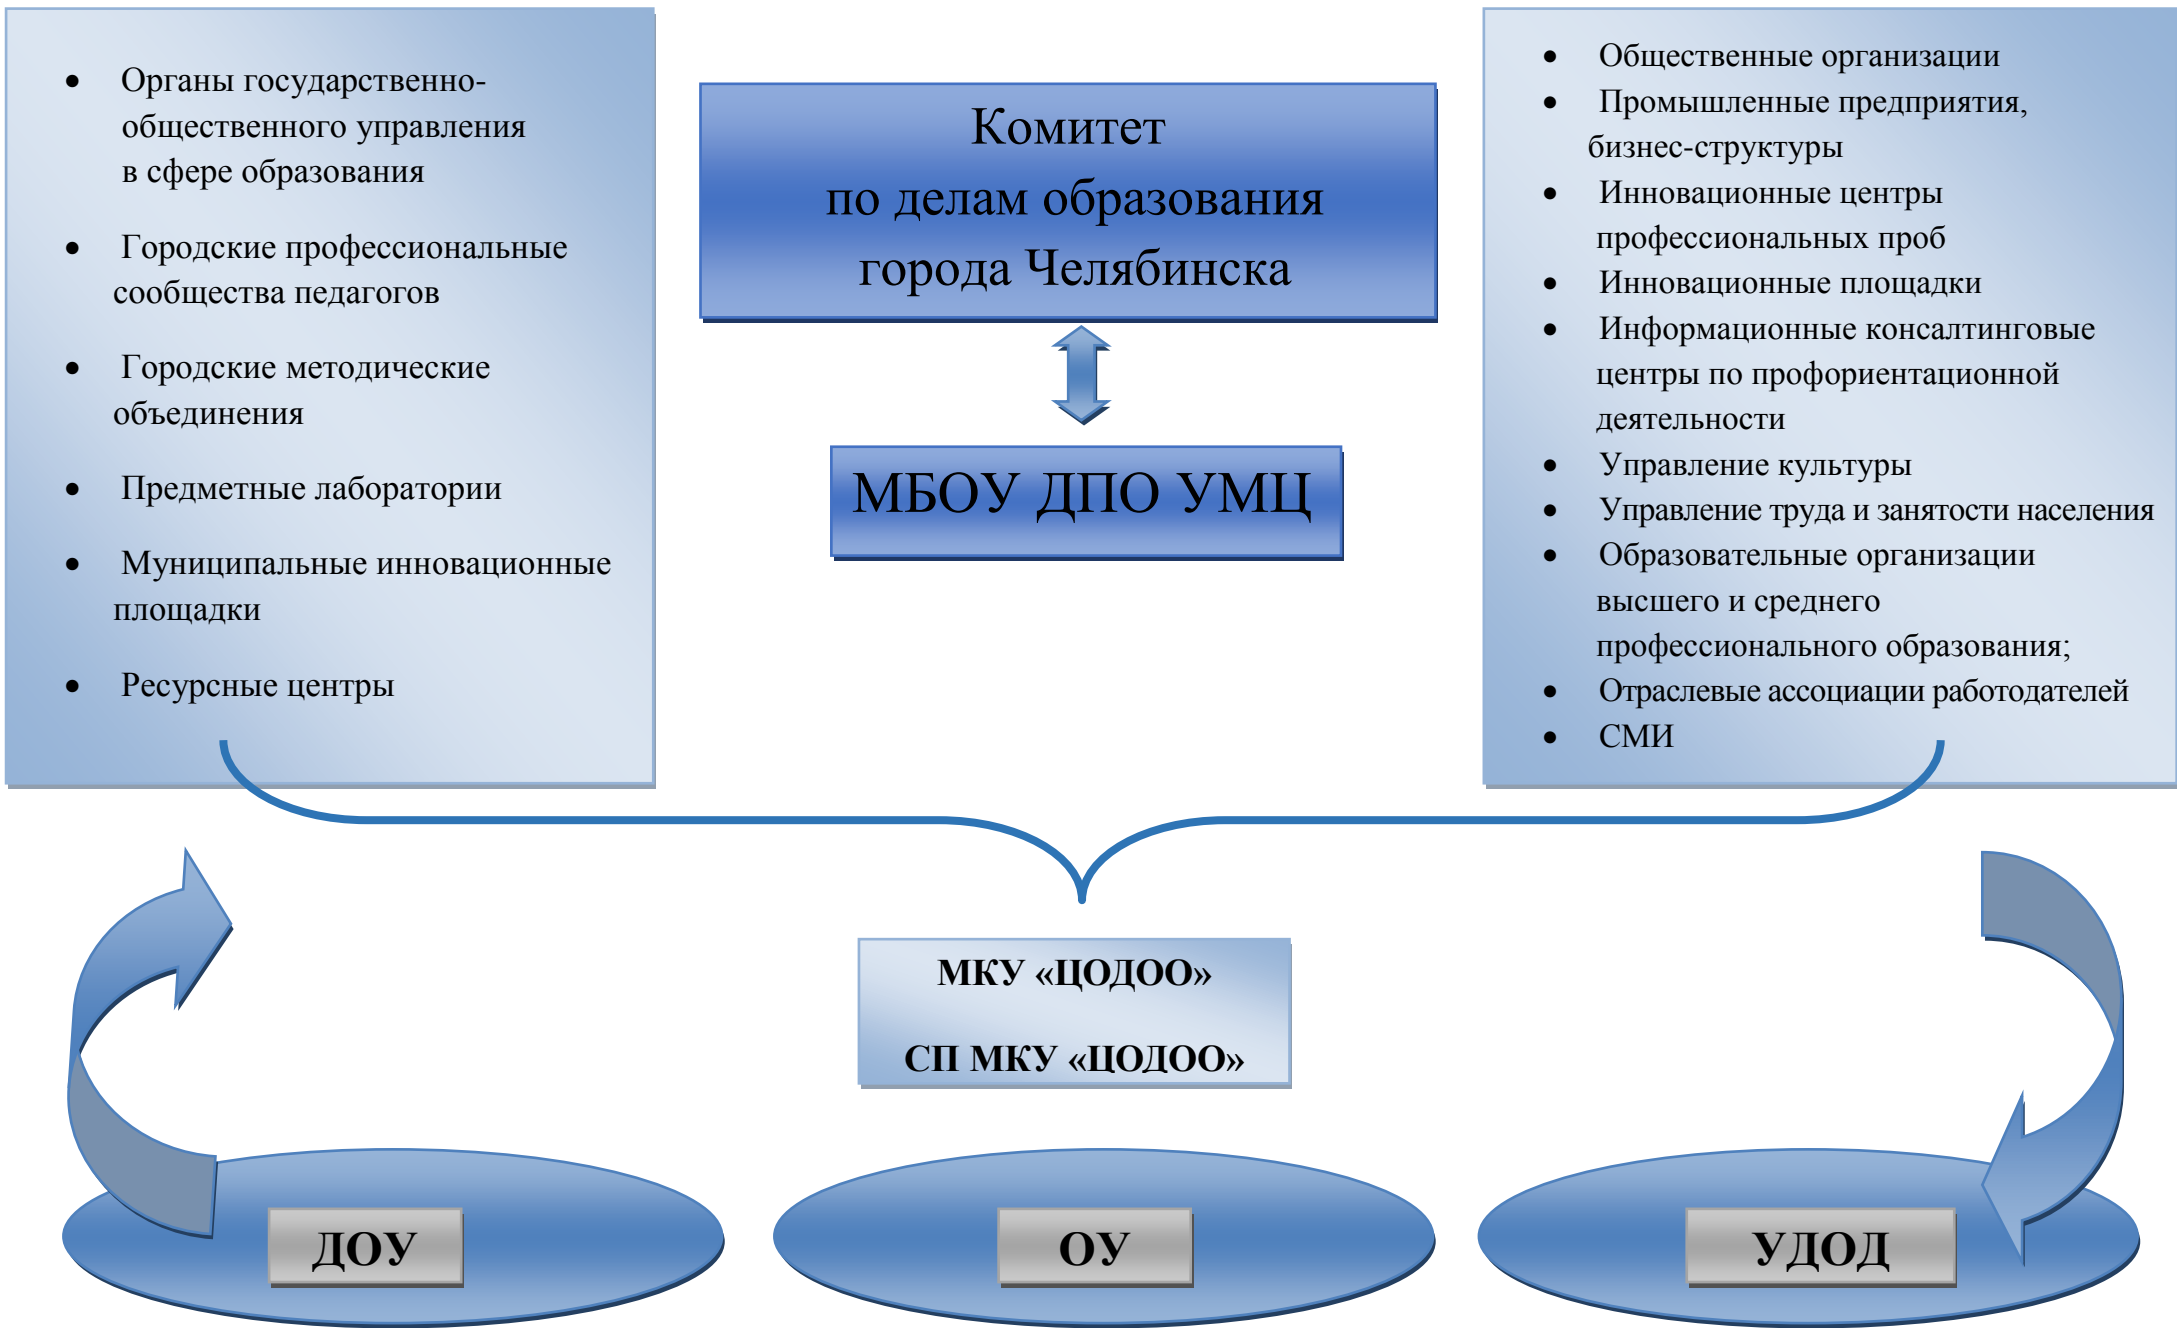 • Органы государственно-
общественного управления
в сфере образования
• Городские профессиональные
сообщества педагогов
• Городские методические
объединения
• Предметные лаборатории
• Муниципальные инновационные
площадки
• Ресурсные центры
Комитет
по делам образования
города Челябинска
МБОУ ДПО УМЦ
• Общественные организации
• Промышленные предприятия,
бизнес-структуры
• Инновационные центры
профессиональных проб
• Инновационные площадки
• Информационные консалтинговые
центры по профориентационной
деятельности
• Управление культуры
• Управление труда и занятости населения
• Образовательные организации
высшего и среднего
профессионального образования;
• Отраслевые ассоциации работодателей
• СМИ
МКУ «ЦОДОО»
СП МКУ «ЦОДОО»
ДОУ
ОУ
УДОД